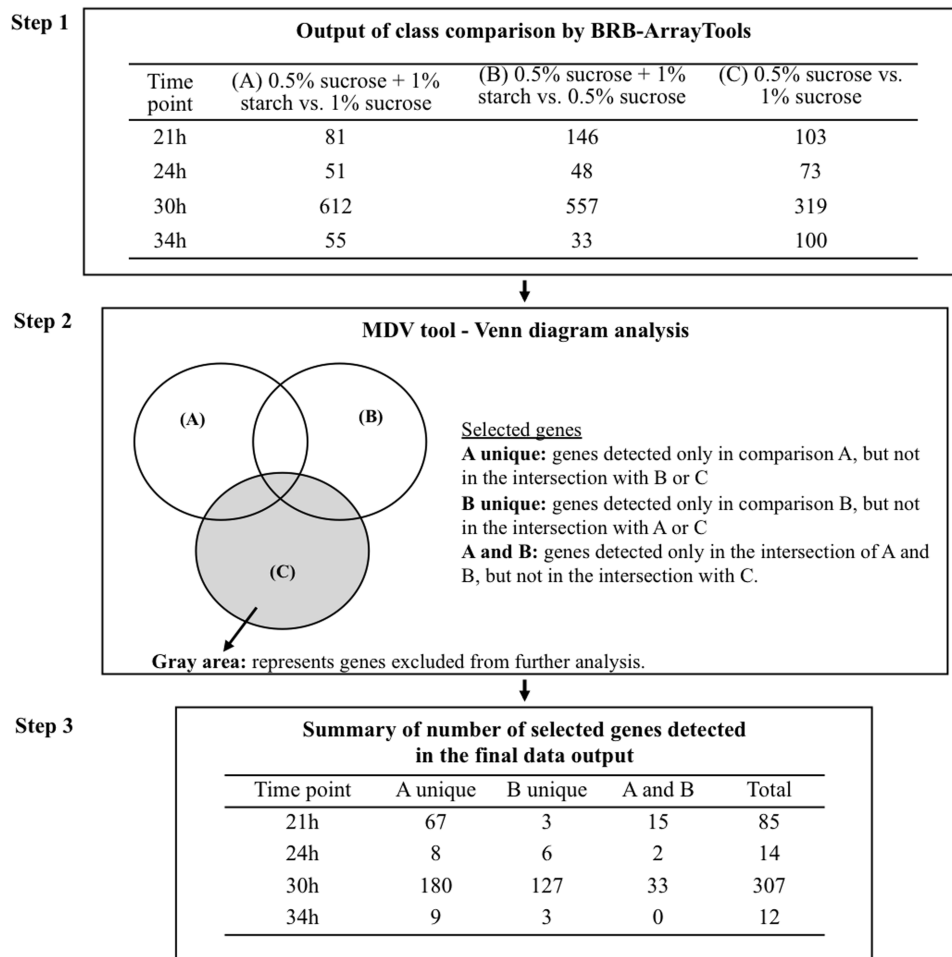 Step 1
Output of class comparison by BRB-ArrayTools
Time point (A) 0.5% sucrose + 1% starch vs. 1% sucrose (B) 0.5% sucrose + 1% starch vs. 0.5% sucrose (C) 0.5% sucrose vs. 1% sucrose
21h 81 146 103
24h 51 48 73
30h 612 557 319
34h 55 33 100
Step 2
MDV tool - Venn diagram analysis
(A)
(B)
(C)
Selected genes
A unique: genes detected only in comparison A, but not
in the intersection with B or C
B unique: genes detected only in comparison B, but not
in the intersection with A or C
A and B: genes detected only in the intersection of A and
B, but not in the intersection with C.
Gray area: represents genes excluded from further analysis.
Step 3
Summary of number of selected genes detected
in the final data output
Time point A unique B unique A and B Total
21h 67 3 15 85
24h 8 6 2 14
30h 180 127 33 307
34h 9 3 0 12